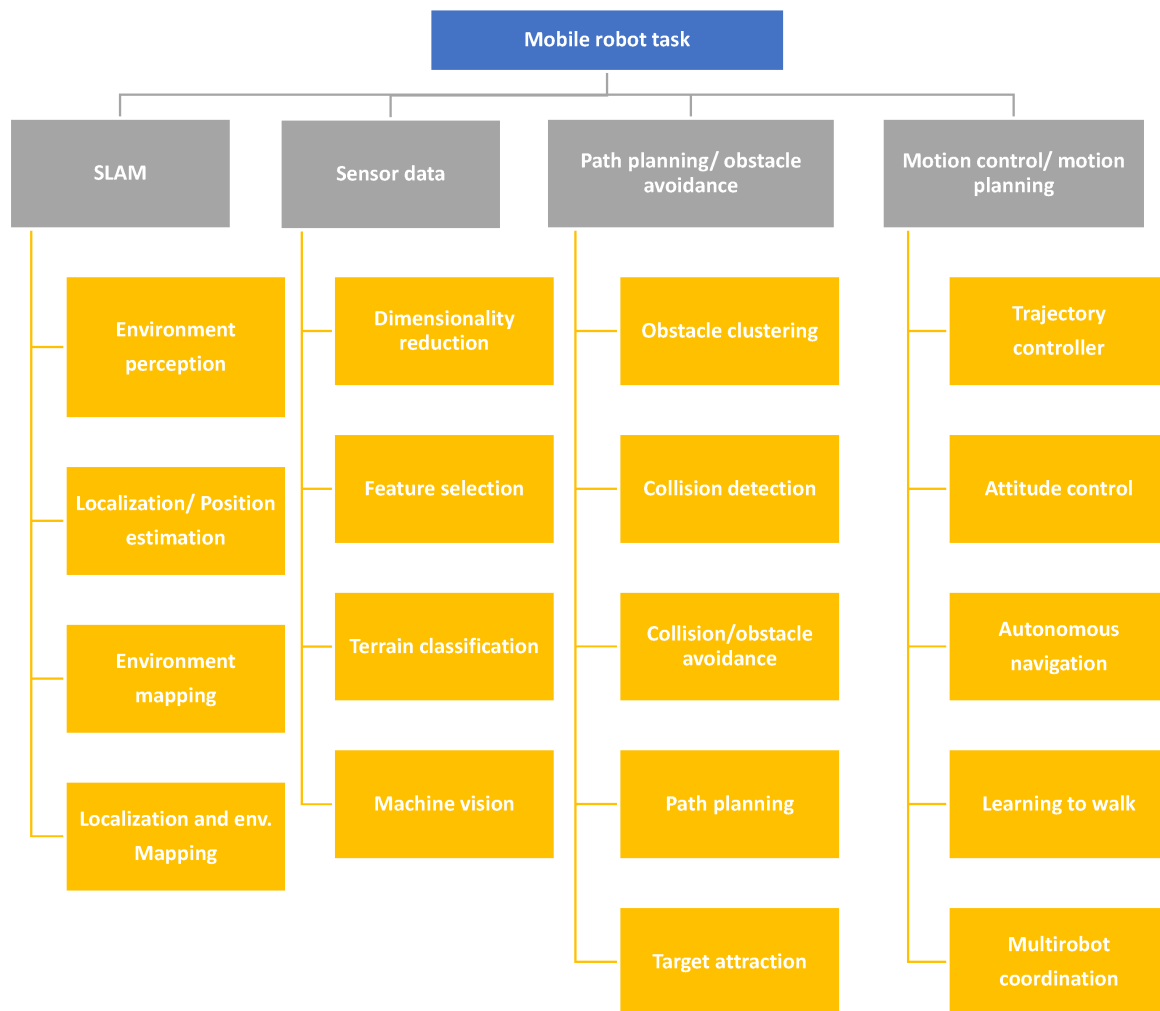 Mobile robot task
SLAM
Environment
perception
Localization/ Position
estimation
Environment
mapping
Localization and env.
Mapping
Sensor data
Dimensionality
reduction
Feature selection
Terrain classification
Machine vision
Path planning/ obstacle
avoidance
Obstacle clustering
Collision detection
Collision/obstacle
avoidance
Path planning
Target attraction
Motion control/ motion
planning
Trajectory
controller
Attitude control
Autonomous
navigation
Learning to walk
Multirobot
coordination